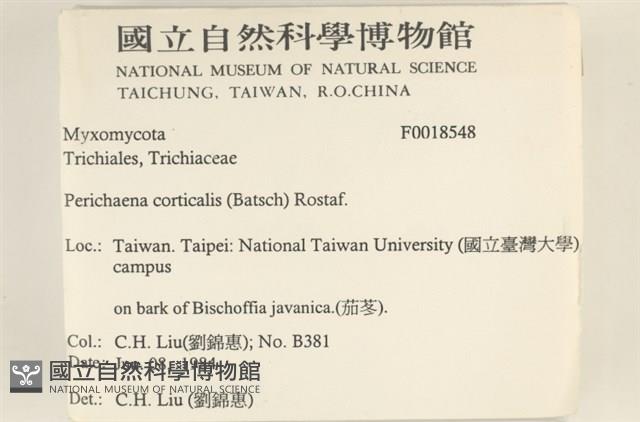 國立自然科學博物館
NATIONAL MUSEUM OF NATURAL SCIENCE
TAICHUNG, TAIWAN, R.O.CHINA
Myxomycota F0018548
Trichiales, Trichiaceae
Perichaena corticalis (Batsch) Rostaf.
Loc.: Taiwan. Taipei: National Taiwan University (國立臺灣大學)
campus
on bark of Bischoffia javanica.(茄苳).
Col.: C.H. Liu(劉錦惠); No. B381
Date: 08, 1984
國立自然科學博物館
NATIONAL MUSEUM OF NATURAL SCIENCE
Det.: C.H. Liu (劉錦惠)